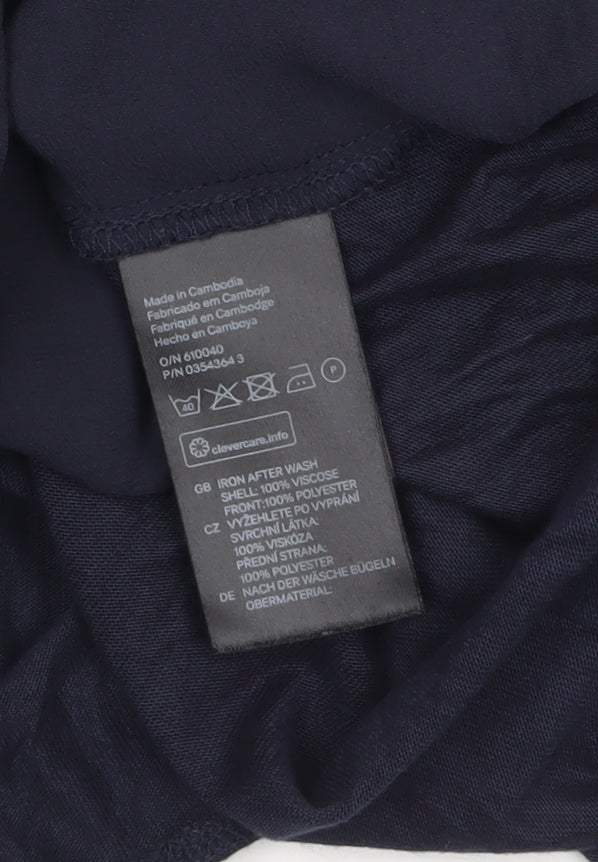 Made in Cambodia
Fabricado em Camboja
Fabriqué en Cambodge
Hecho en Camboya
O/N 610040
P/N 0354364 3
40 P
clevercare.info
GB IRON AFTER WASH
SHELL: 100% VISCOSE
FRONT:100% POLYESTER
CZ VYŽEHLETE PO VYPRÁNÍ
SVRCHNÍ LÁTKA:
100% VISKÓZA
PŘEDNÍ STRANA:
100% POLYESTER
DE NACH DER WÄSCHE BÜGELN
OBERMATERIAL: